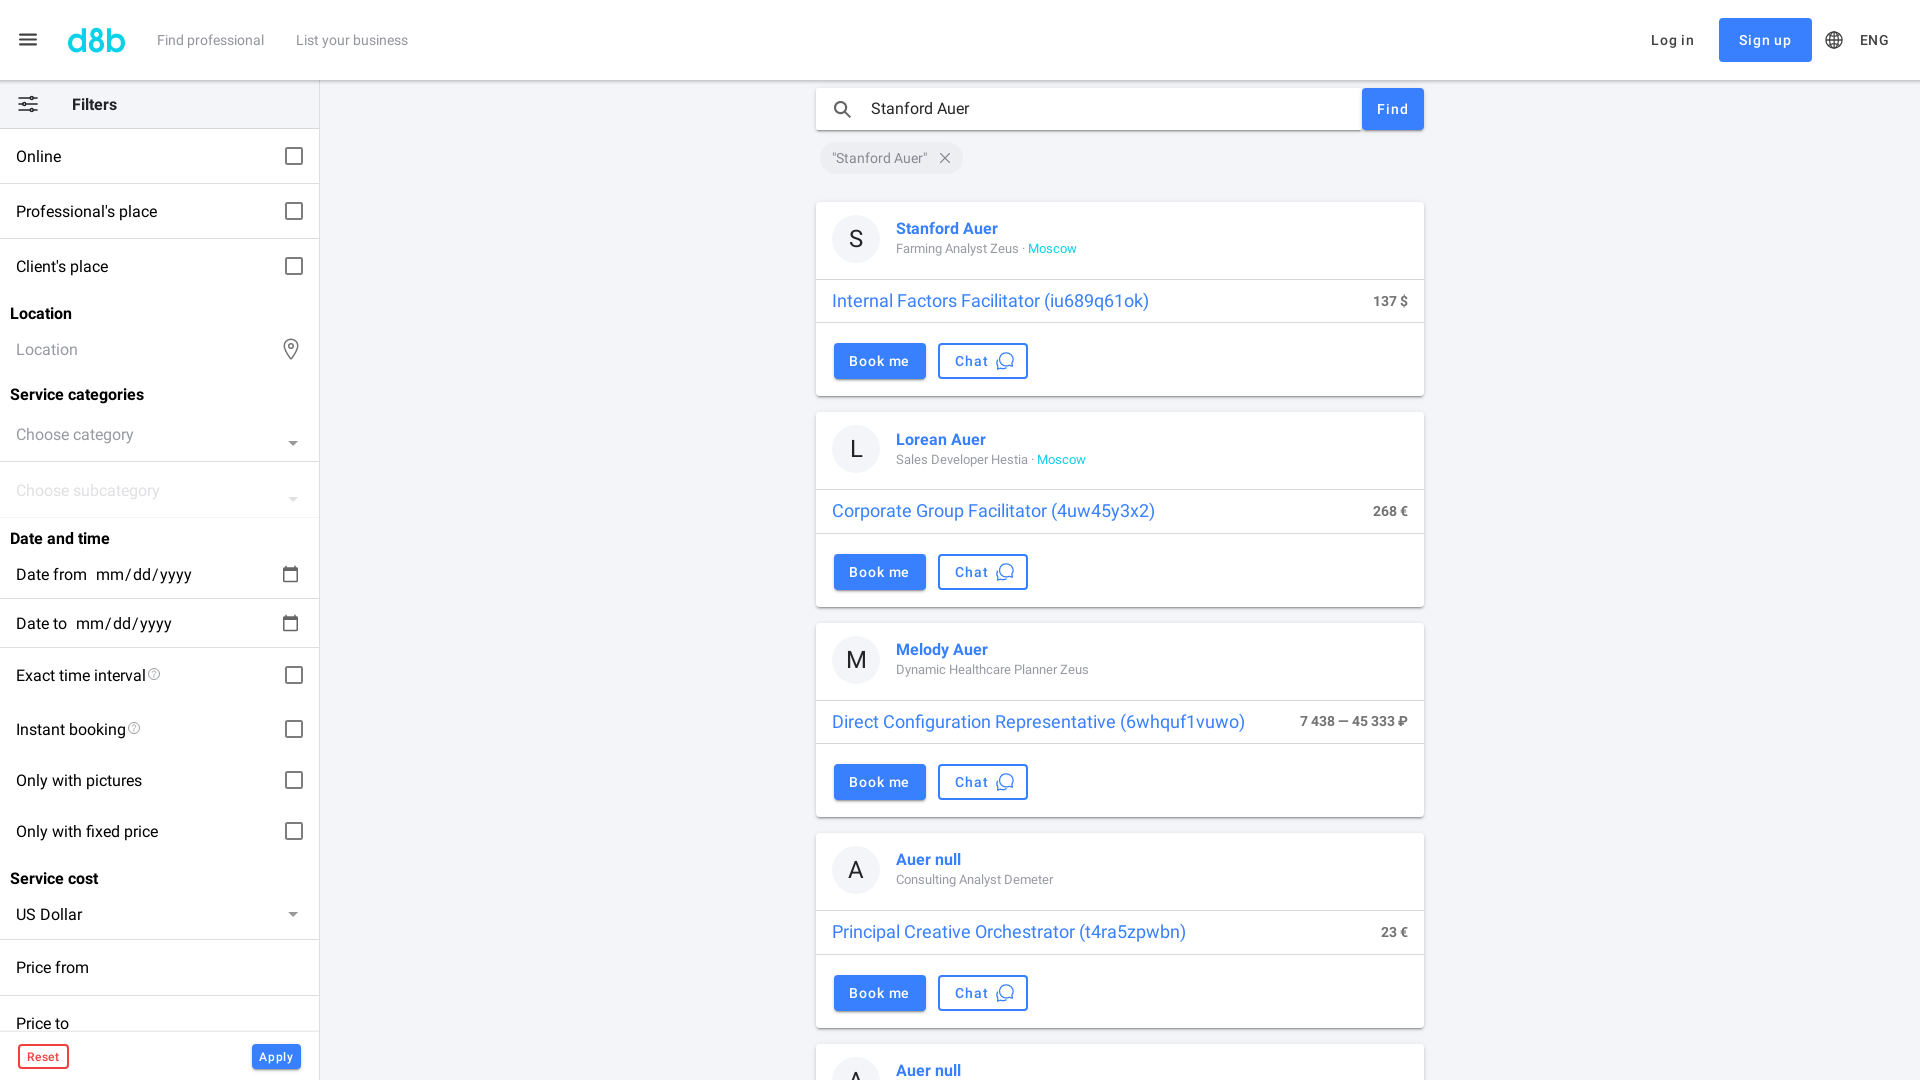 d8b
Find professional
List your business
Log in
Sign up
ENG
Filters
Online
Professional's place
Client's place
Location
Location
Service categories
Choose category
Choose subcategory
Date and time
Date from mm/dd/yyyy
Date to mm/dd/yyyy
Exact time interval
Instant booking
Only with pictures
Only with fixed price
Service cost
US Dollar
Price from
Price to
Reset
Apply
Stanford Auer
Find
"Stanford Auer"
S
Stanford Auer
Farming Analyst Zeus · Moscow
Internal Factors Facilitator (iu689q61ok)
137 $
Book me
Chat
L
Lorean Auer
Sales Developer Hestia · Moscow
Corporate Group Facilitator (4uw45y3x2)
268 €
Book me
Chat
M
Melody Auer
Dynamic Healthcare Planner Zeus
Direct Configuration Representative (6whquf1vuwo)
7 438 — 45 333 ₽
Book me
Chat
A
Auer null
Consulting Analyst Demeter
Principal Creative Orchestrator (t4ra5zpwbn)
23 €
Book me
Chat
A
Auer null